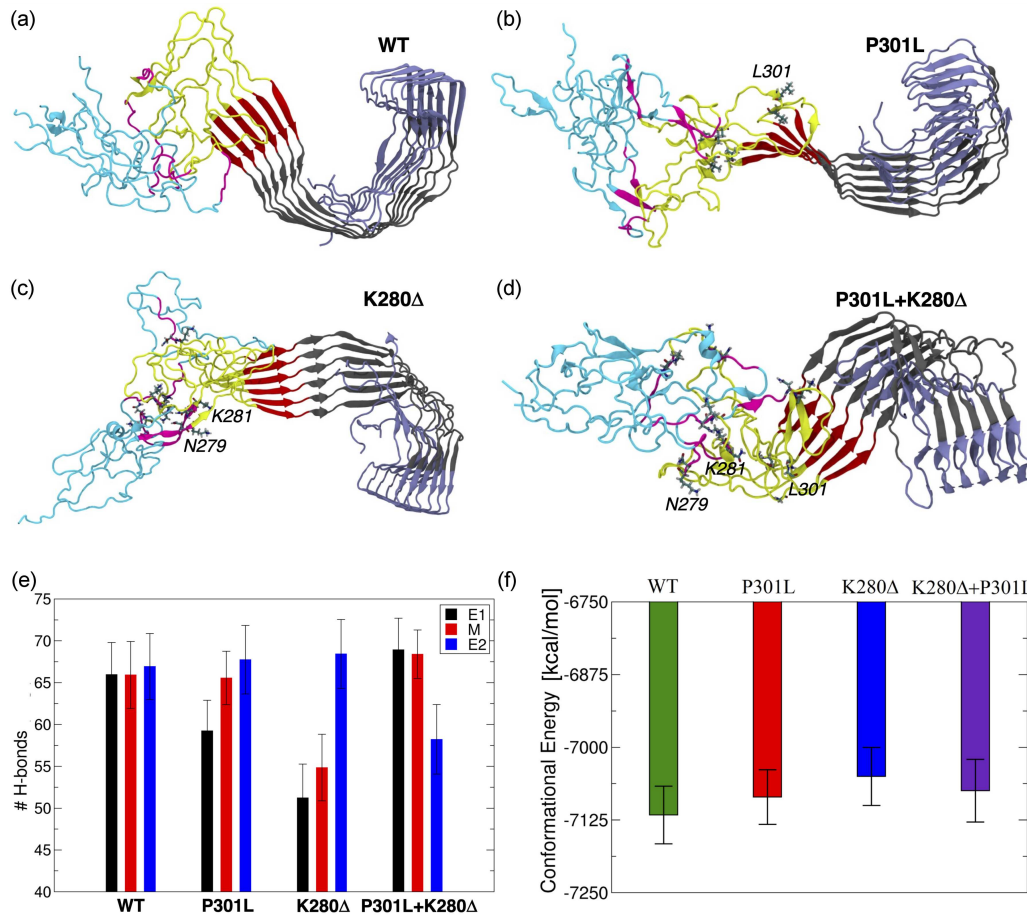 (a)
WT
(b)
P301L
L301
(c)
K280Δ
K281
N279
(d)
P301L+K280Δ
K281
L301
N279
(e)
75
70
65
60
55
50
45
40
# H-bonds
E1
M
E2
WT
P301L
K280Δ
P301L+K280Δ
(f)
WT
P301L
K280Δ
K280Δ+P301L
-6750
-6875
-7000
-7125
-7250
Conformational Energy [kcal/mol]